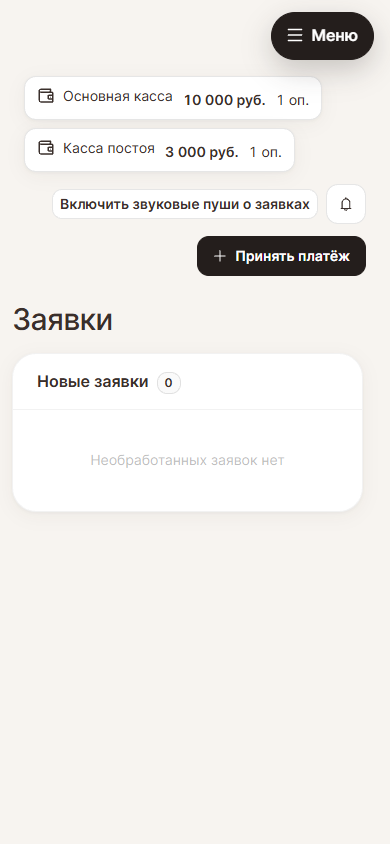 Меню
Основная касса 10 000 руб. 1 оп.
Касса постоя 3 000 руб. 1 оп.
Включить звуковые пуши о заявках
Принять платёж
Заявки
Новые заявки 0
Необработанных заявок нет